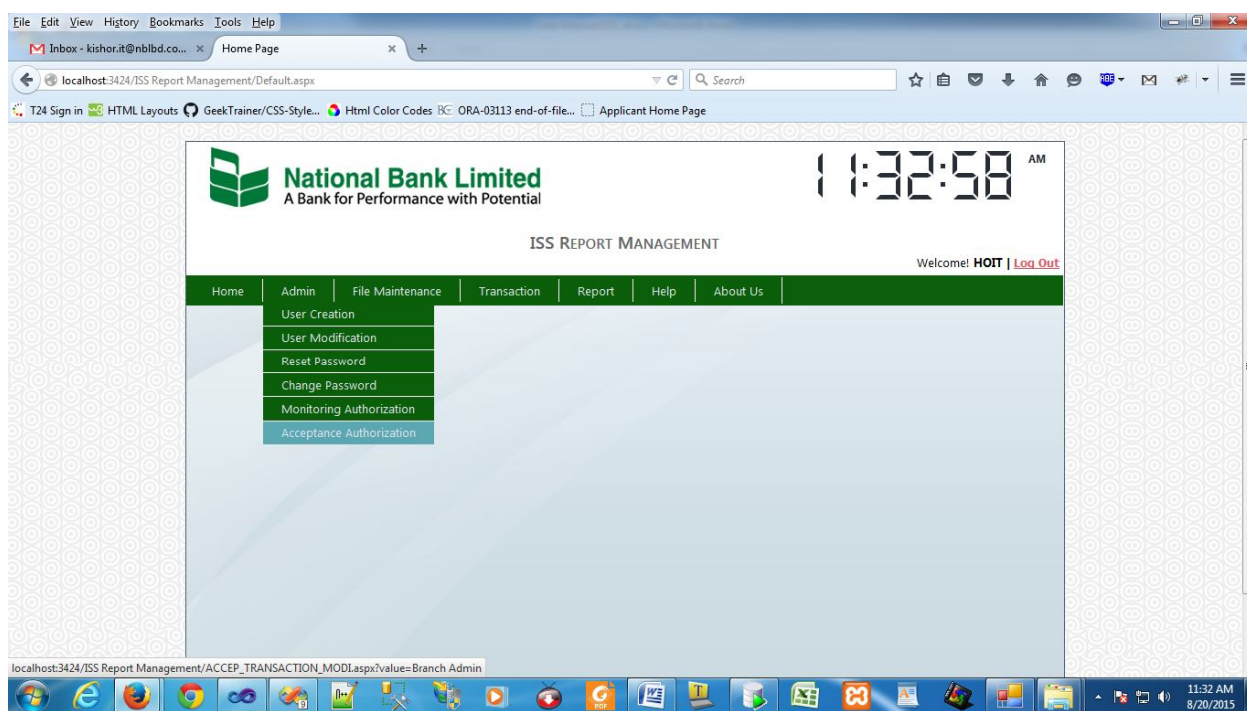 File Edit View History Bookmarks Tools Help
Inbox - kishor.it@nblbd.co... × Home Page × +
localhost:3424/ISS Report Management/Default.aspx Search
T24 Sign in HTML Layouts GeekTrainer/CSS-Style... Html Color Codes ORA-03113 end-of-file... Applicant Home Page
National Bank Limited
A Bank for Performance with Potential
11:32:58 AM
ISS REPORT MANAGEMENT
Welcome! HOIT | Log Out
Home Admin File Maintenance Transaction Report Help About Us
User Creation
User Modification
Reset Password
Change Password
Monitoring Authorization
Acceptance Authorization
localhost:3424/ISS Report Management/ACCEP_TRANSACTION_MODI.aspx?value=Branch Admin
11:32 AM
8/20/2015